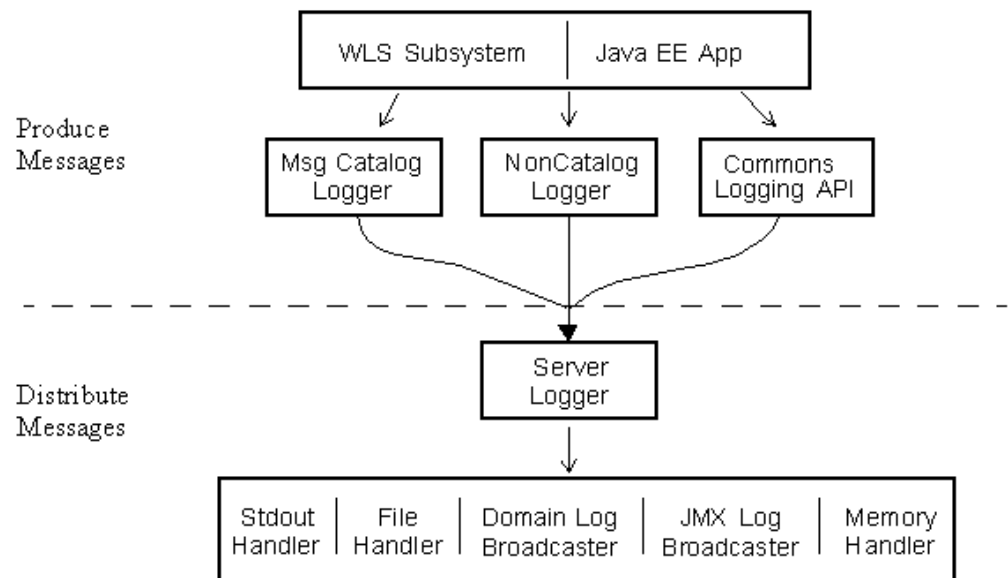 WLS Subsystem
Java EE App
Produce
Messages
Msg Catalog
Logger
NonCatalog
Logger
Commons
Logging API
Server
Logger
Distribute
Messages
Stdout
Handler
File
Handler
Domain Log
Broadcaster
JMX Log
Broadcaster
Memory
Handler